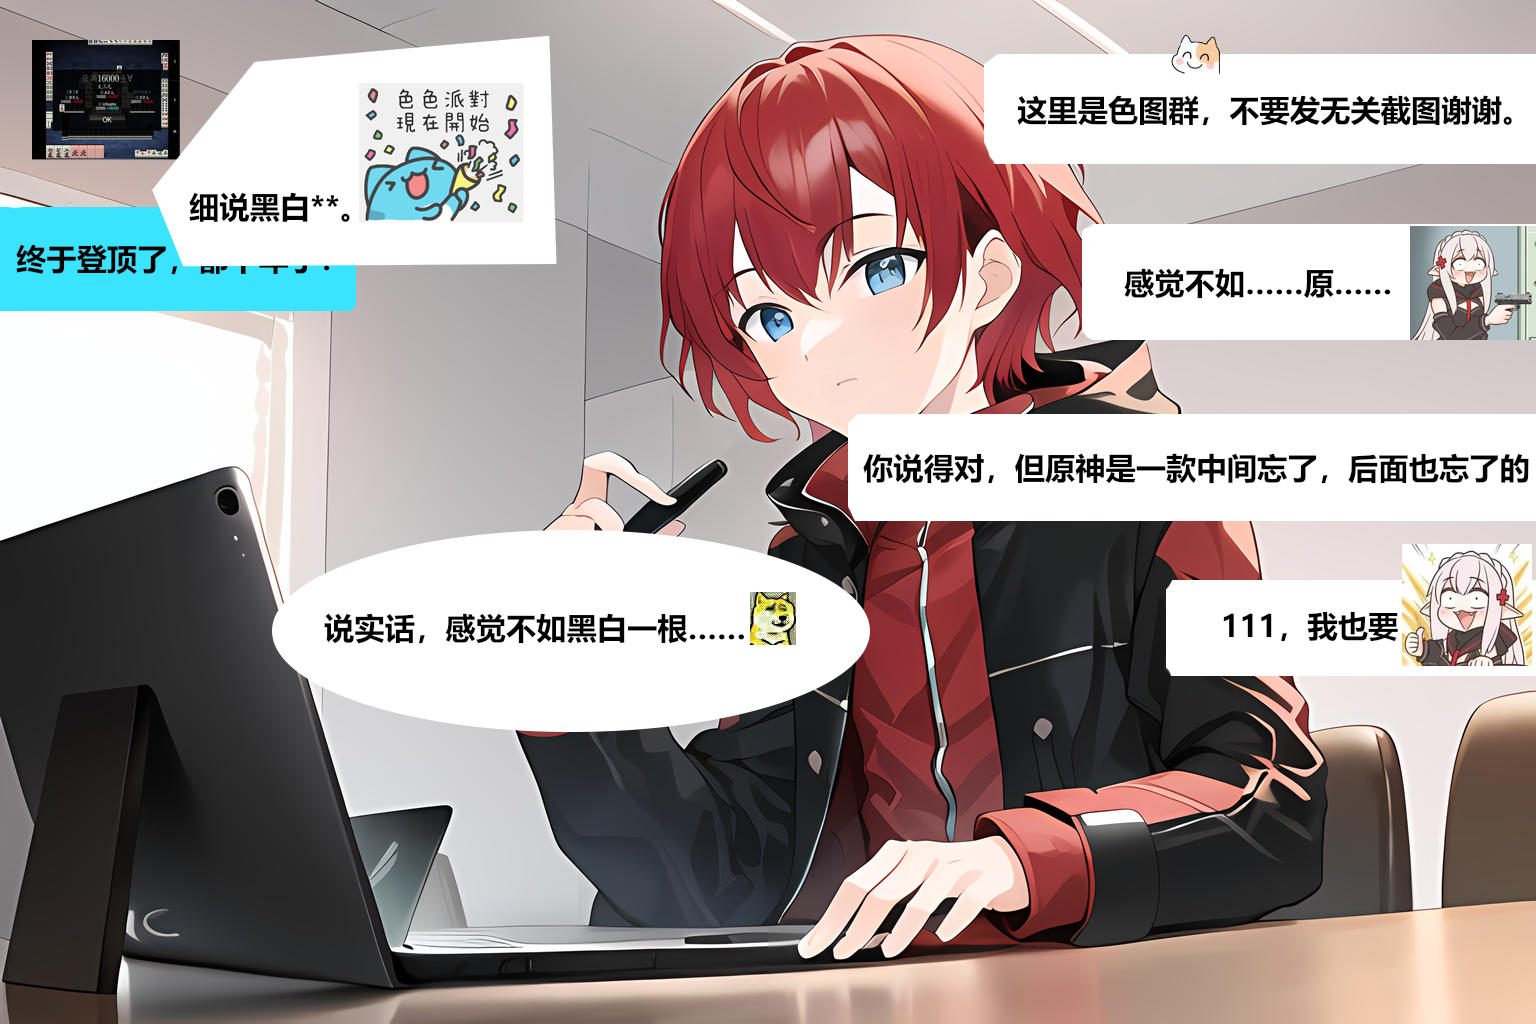 16000
OK
色色派對
現在開始
细说黑白**。
终于登顶了，
这里是色图群，不要发无关截图谢谢。
感觉不如……原……
你说得对，但原神是一款中间忘了，后面也忘了的
说实话，感觉不如黑白一根……
111，我也要